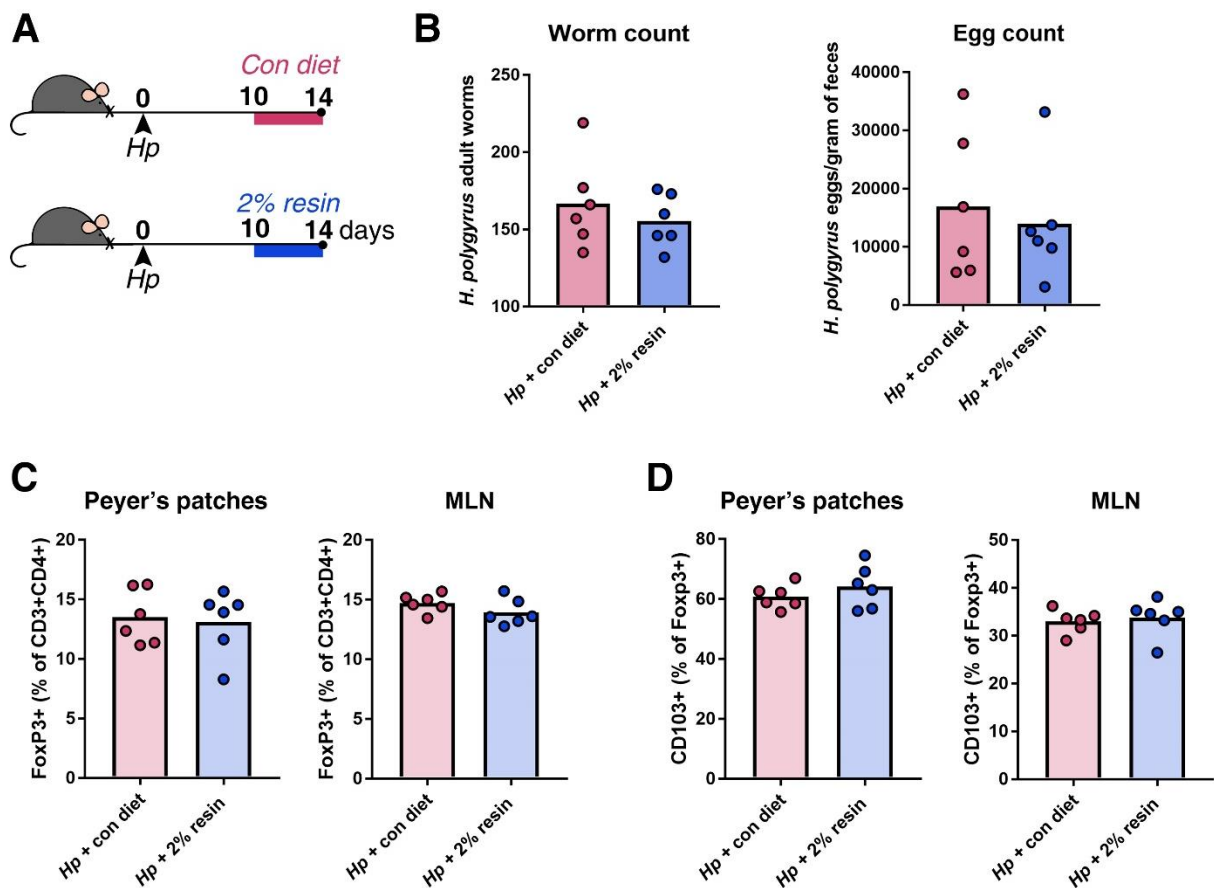 A
Con diet
0
10
14
Hp
2% resin
0
10
14 days
Hp
B
Worm count
H. polygyrus adult worms
250
200
150
100
Hp + con diet
Hp + 2% resin
Egg count
H. polygyrus eggs/gram of feces
40000
30000
20000
10000
0
Hp + con diet
Hp + 2% resin
C
Peyer's patches
FoxP3+ (% of CD3+CD4+)
20
15
10
5
0
Hp + con diet
Hp + 2% resin
MLN
FoxP3+ (% of CD3+CD4+)
20
15
10
5
0
Hp + con diet
Hp + 2% resin
D
Peyer's patches
CD103+ (% of Foxp3+)
80
60
40
20
0
Hp + con diet
Hp + 2% resin
MLN
CD103+ (% of Foxp3+)
50
40
30
20
10
0
Hp + con diet
Hp + 2% resin